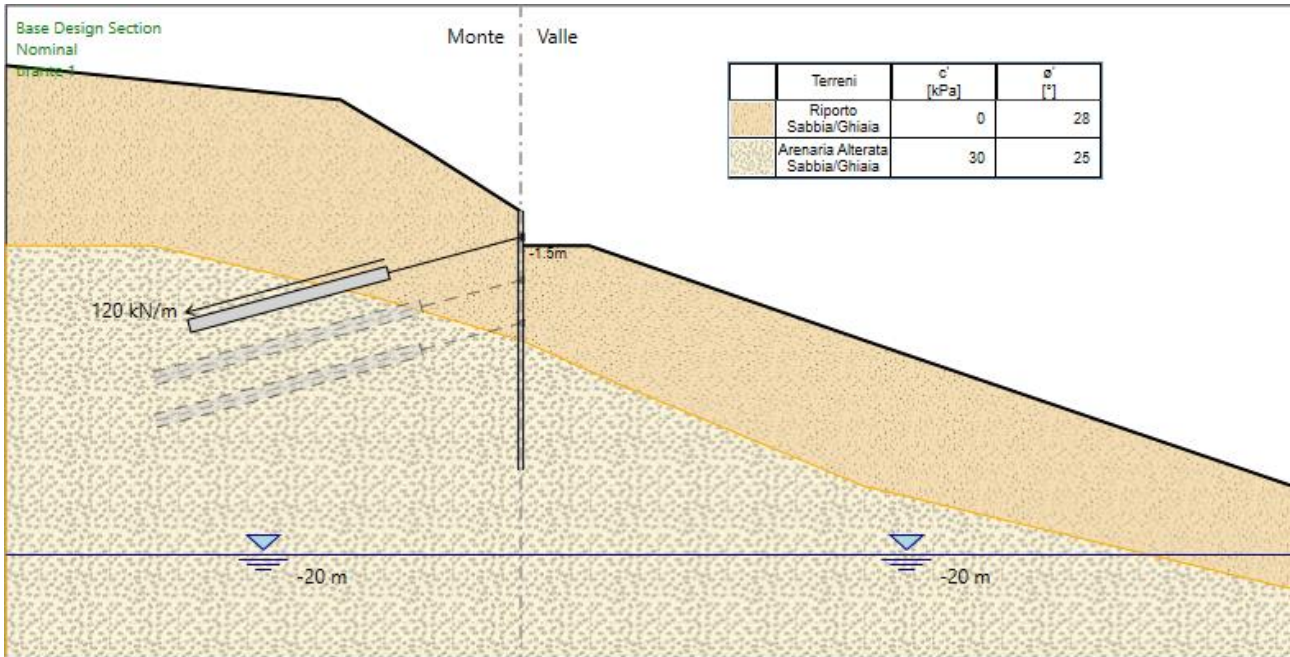 Base Design Section
Nominal
Monte
Valle
Terreni
c'
[kPa]
ø'
[°]
Riporto
Sabbia/Ghiaia
0
28
Arenaria Alterata
Sabbia/Ghiaia
30
25
-1.5m
120 kN/m
-20 m
-20 m